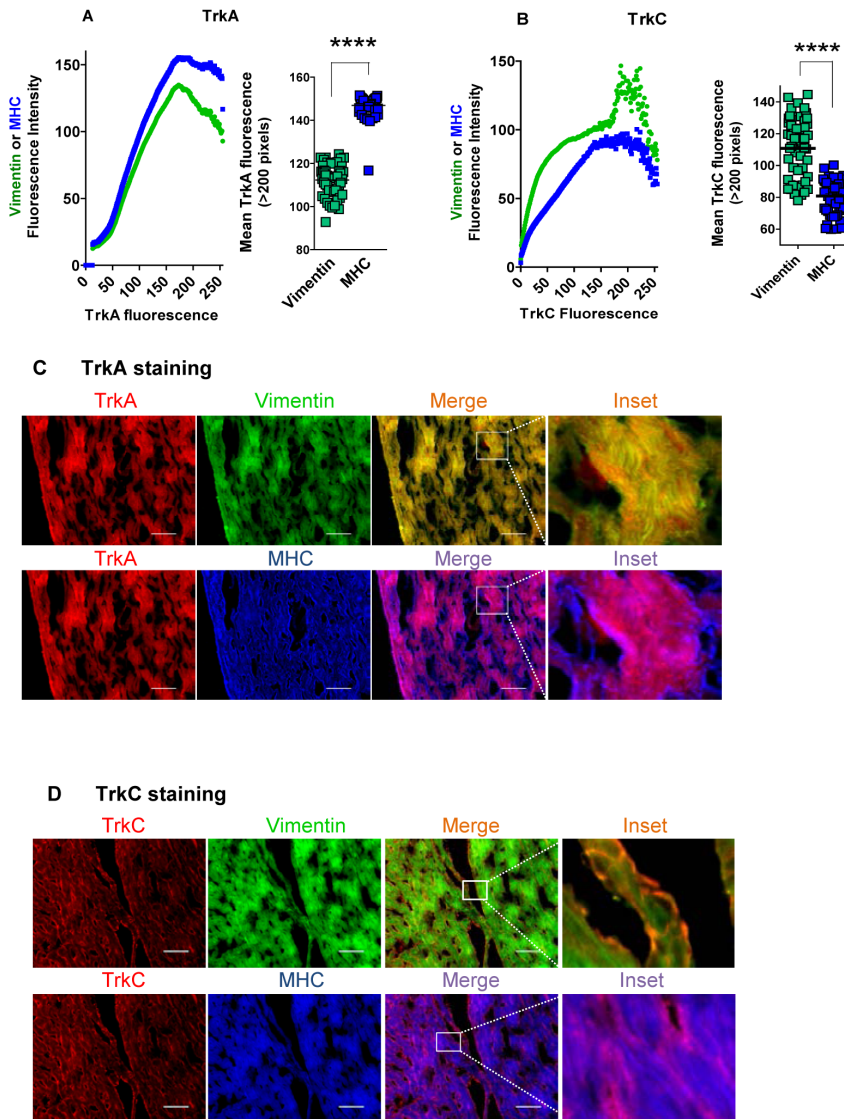 A TrkA
Vimentin or MHC
Fluorescence Intensity
150
100
50
0
0
50
100
150
200
250
TrkA fluorescence
Mean TrkA fluorescence
(>200 pixels)
160
140
120
100
80
****
Vimentin
MHC
B TrkC
Vimentin or MHC
Fluorescence Intensity
150
100
50
0
0
50
100
150
200
250
TrkC Fluorescence
Mean TrkC fluorescence
(>200 pixels)
140
120
100
80
60
****
Vimentin
MHC
C TrkA staining
TrkA Vimentin Merge Inset
TrkA MHC Merge Inset
D TrkC staining
TrkC Vimentin Merge Inset
TrkC MHC Merge Inset